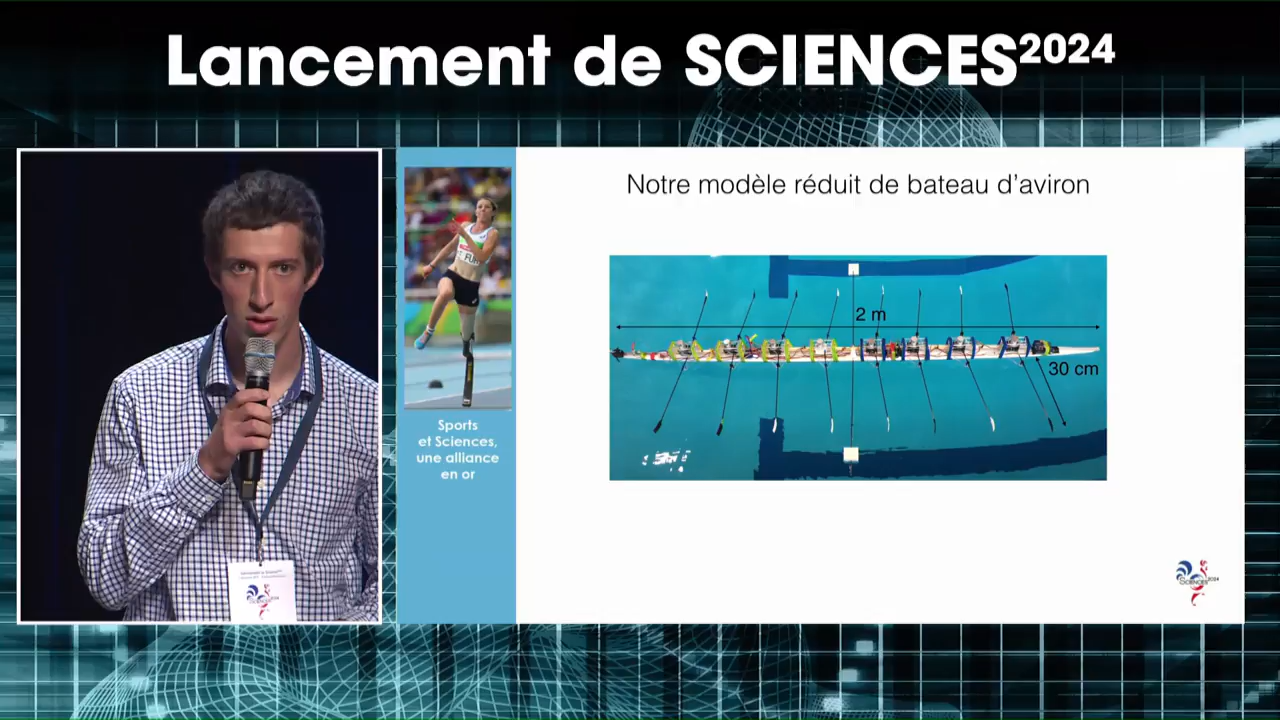 Lancement de SCIENCES2024
Notre modèle réduit de bateau d'aviron
2 m
30 cm
Sports
et Sciences,
une alliance
en or
SCIENCES2024